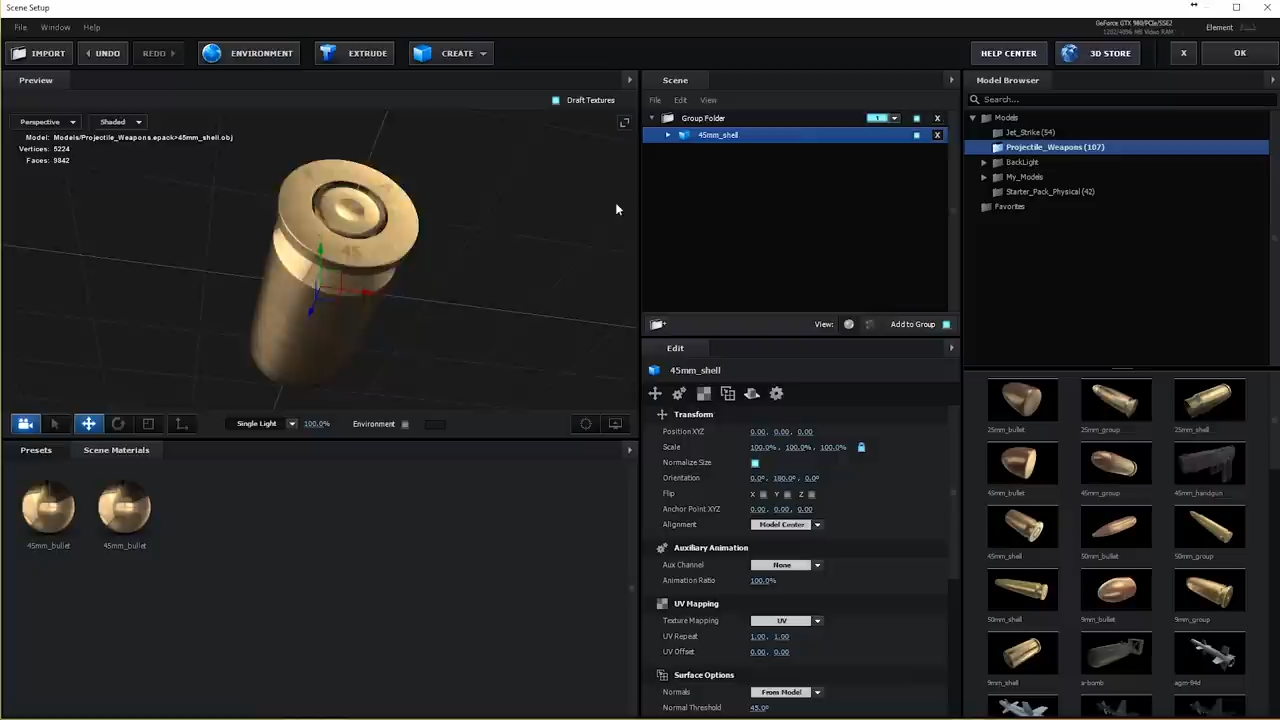 Scene Setup
File Window Help
GeForce GTX 980/PCIe/SSE2
1202/4096 MB Video RAM
Element
IMPORT UNDO REDO ENVIRONMENT EXTRUDE CREATE HELP CENTER 3D STORE X OK
Preview
Draft Textures
Perspective Shaded
Model: Models/Projectile_Weapons.epack>45mm_shell.obj
Vertices: 5224
Faces: 9842
45
Single Light 100.0% Environment
Presets Scene Materials
45mm_bullet 45mm_bullet
Scene
File Edit View
Group Folder 1 X
45mm_shell X
View: Add to Group
Edit
45mm_shell
Transform
Position XYZ 0.00, 0.00, 0.00
Scale 100.0%, 100.0%, 100.0%
Normalize Size
Orientation 0.0°, 180.0°, 0.0°
Flip X Y Z
Anchor Point XYZ 0.00, 0.00, 0.00
Alignment Model Center
Auxiliary Animation
Aux Channel None
Animation Ratio 100.0%
UV Mapping
Texture Mapping UV
UV Repeat 1.00, 1.00
UV Offset 0.00, 0.00
Surface Options
Normals From Model
Normal Threshold 45.0°
Model Browser
Search...
Models
Jet_Strike (54)
Projectile_Weapons (107)
BackLight
My_Models
Starter_Pack_Physical (42)
Favorites
25mm_bullet 25mm_group 25mm_shell
45mm_bullet 45mm_group 45mm_handgun
45mm_shell 50mm_bullet 50mm_group
50mm_shell 9mm_bullet 9mm_group
9mm_shell a-bomb agm-84d